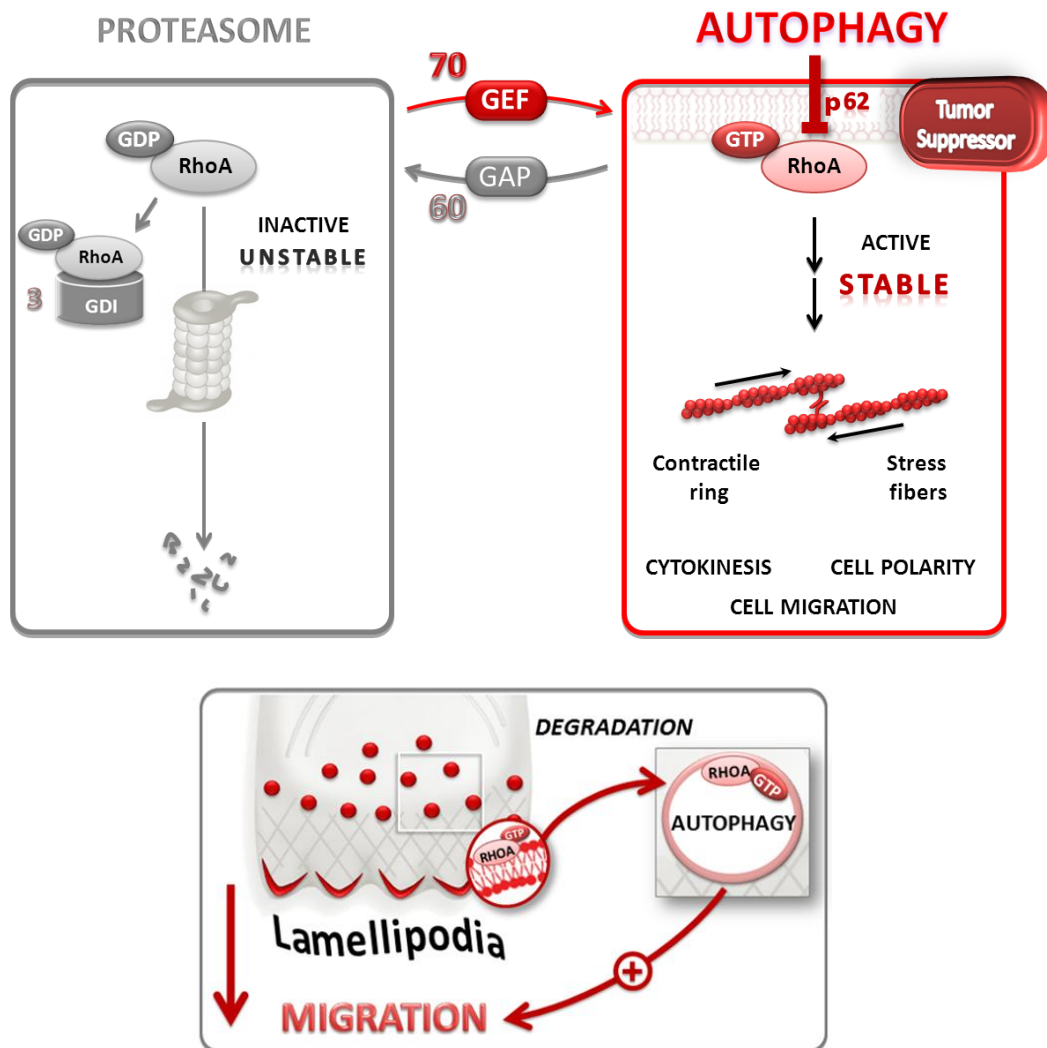 PROTEASOME
GDP
RhoA
GDP
RhoA
3
GDI
INACTIVE
UNSTABLE
70
GEF
GAP
60
AUTOPHAGY
p62
Tumor
Suppressor
GTP
RhoA
ACTIVE
STABLE
Contractile
ring
Stress
fibers
CYTOKINESIS
CELL POLARITY
CELL MIGRATION
DEGRADATION
GTP
RHOA
RHOA
GTP
AUTOPHAGY
Lamellipodia
+
MIGRATION